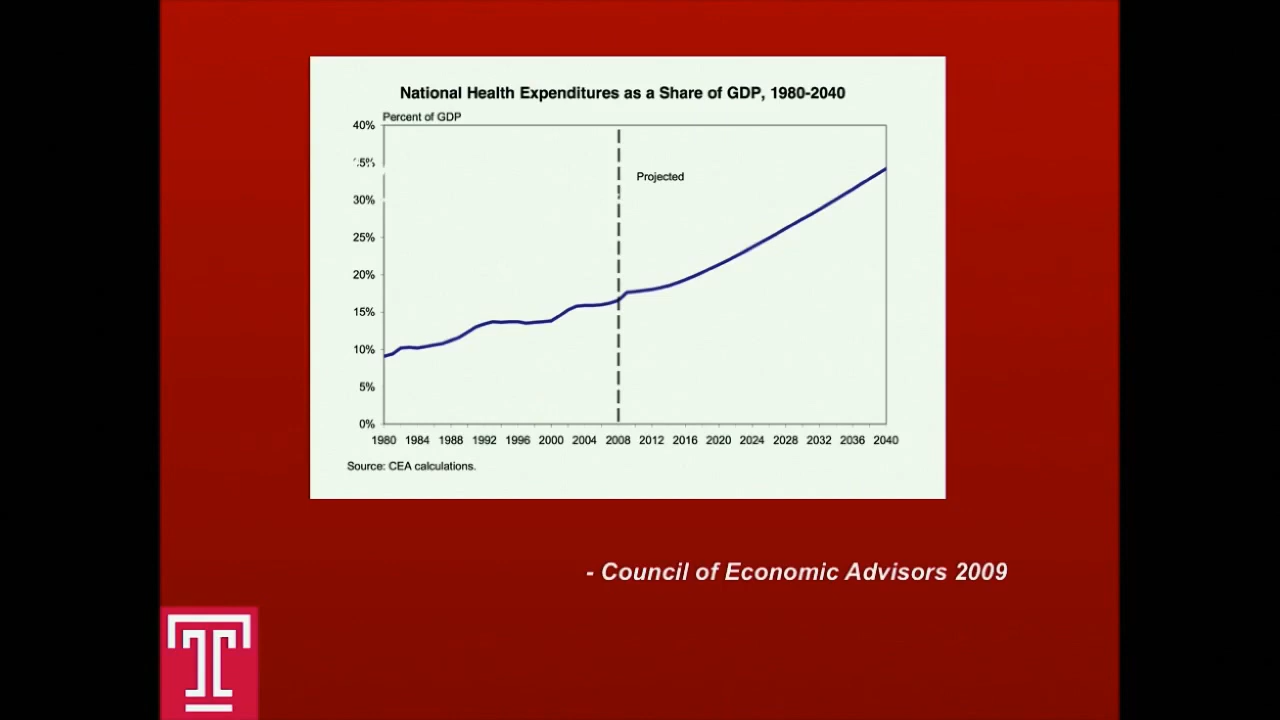 National Health Expenditures as a Share of GDP, 1980-2040
Percent of GDP
40%
5%
30%
25%
20%
15%
10%
5%
0%
Projected
1980 1984 1988 1992 1996 2000 2004 2008 2012 2016 2020 2024 2028 2032 2036 2040
Source: CEA calculations.
- Council of Economic Advisors 2009
T